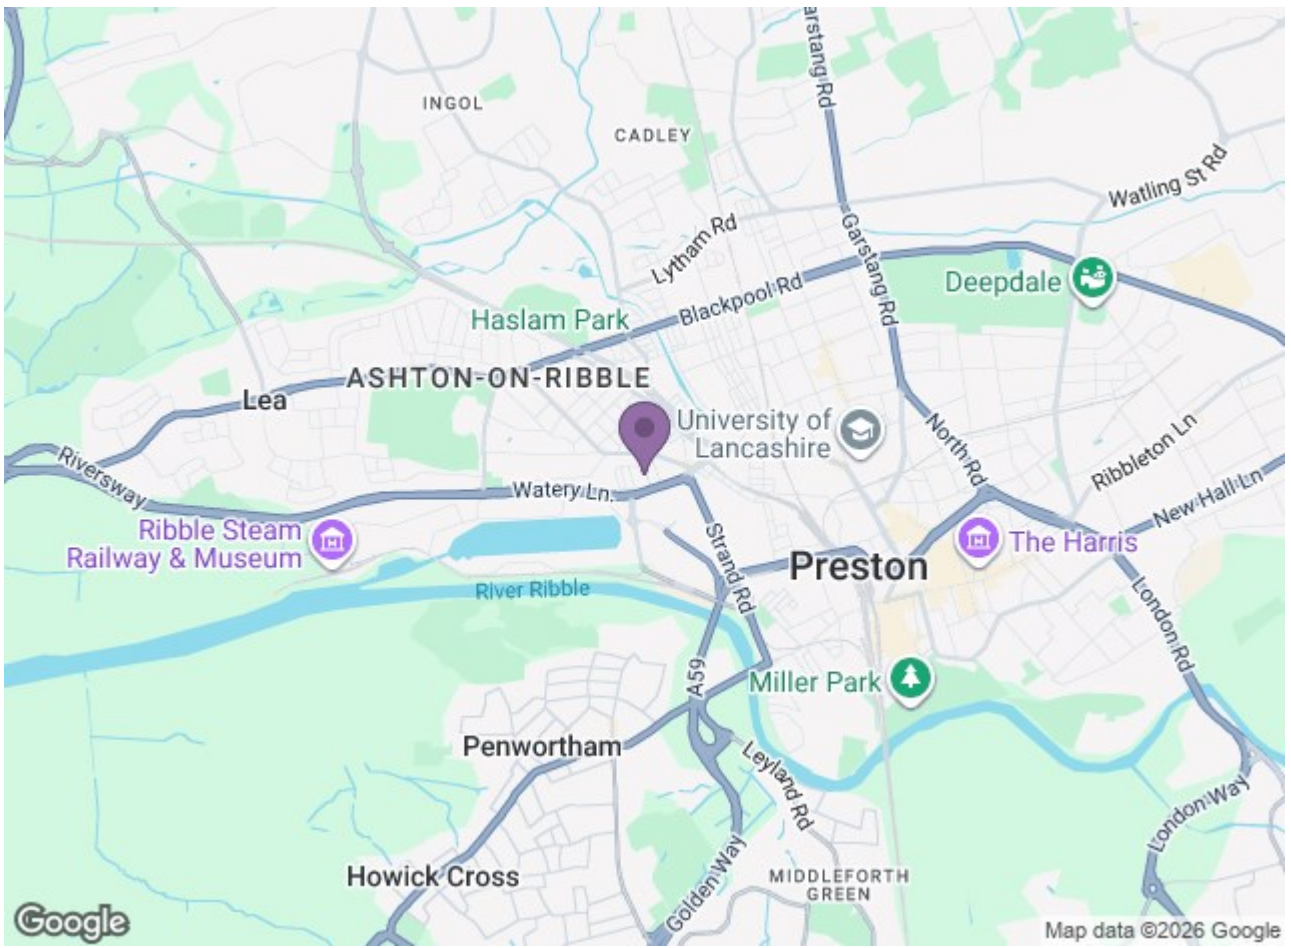 Garstang Rd
INGOL
CADLEY
Watling St Rd
Lytham Rd
Garstang Rd
Deepdale
Blackpool Rd
Haslam Park
ASHTON-ON-RIBBLE
Lea
University of
Lancashire
North Rd
Ribbleton Ln
Riversway
Watery Ln.
New Hall Ln
Ribble Steam
Railway & Museum
Strand Rd
The Harris
Preston
River Ribble
London Rd
A59
Miller Park
Penwortham
Leyland Rd
London Way
Howick Cross
Golden Way
MIDDLEFORTH
GREEN
Google
Map data ©2026 Google